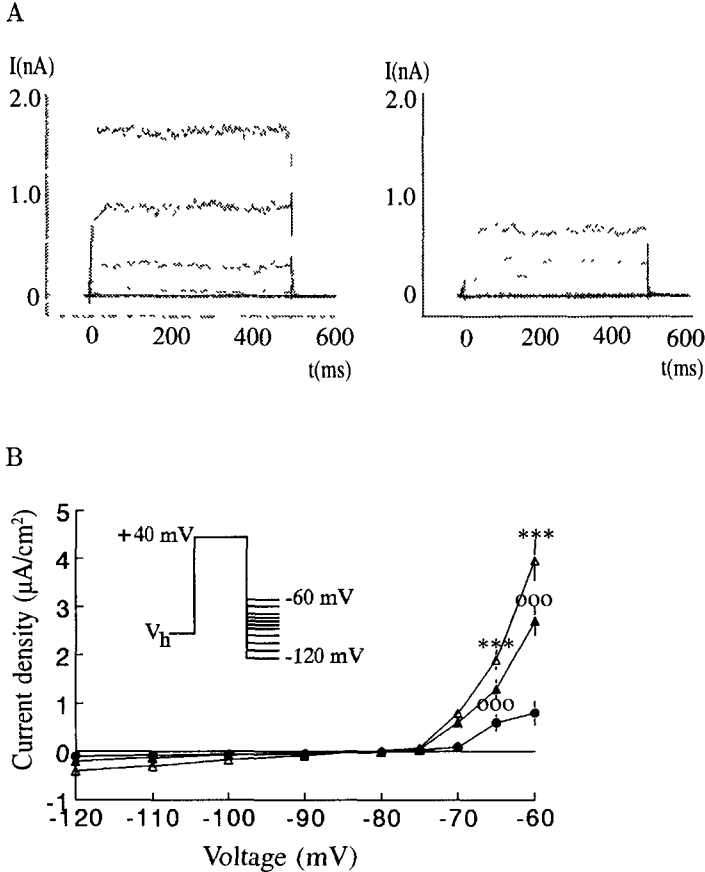 A
I(nA)
2.0
1.0
0
0 200 400 600
t(ms)
I(nA)
2.0
1.0
0
0 200 400 600
t(ms)
B
Current density (µA/cm²)
5
4
3
2
1
0
-1
+40 mV
Vh
-60 mV
-120 mV
***
ooo
***
ooo
-120 -110 -100 -90 -80 -70 -60
Voltage (mV)